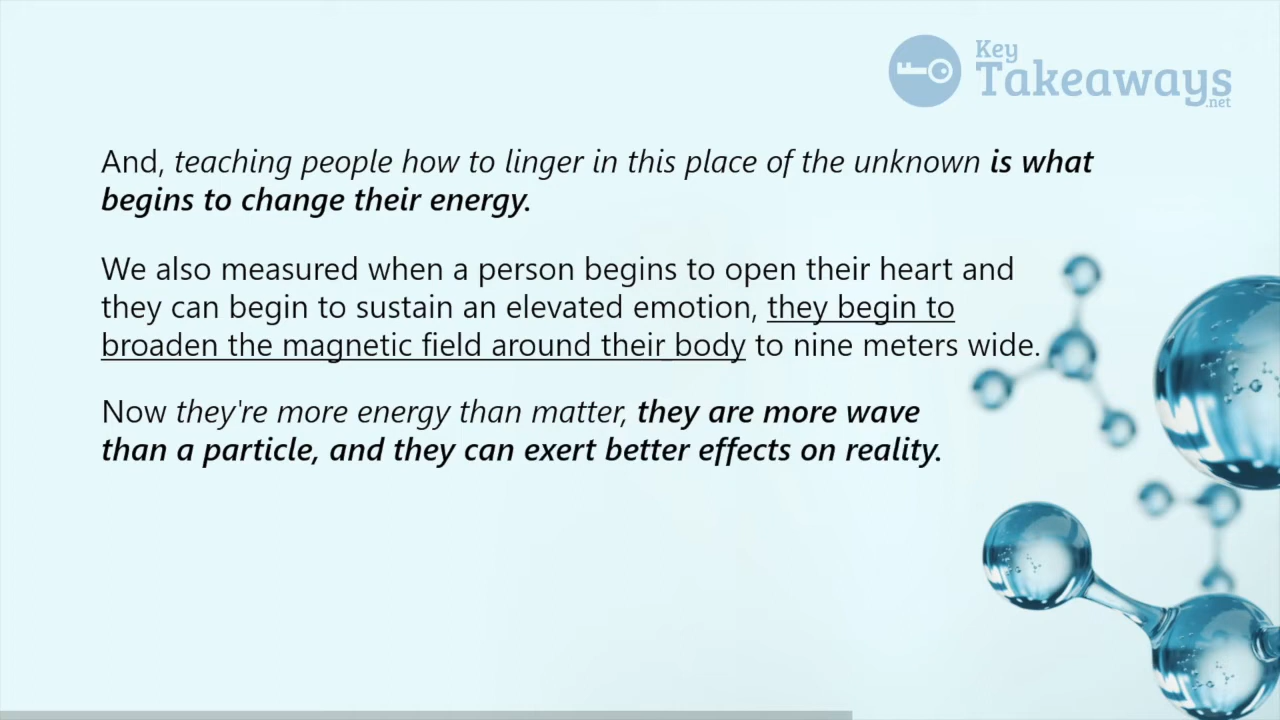 Key
Takeaways
.net
And, teaching people how to linger in this place of the unknown is what
begins to change their energy.
We also measured when a person begins to open their heart and
they can begin to sustain an elevated emotion, they begin to
broaden the magnetic field around their body to nine meters wide.
Now they're more energy than matter, they are more wave
than a particle, and they can exert better effects on reality.